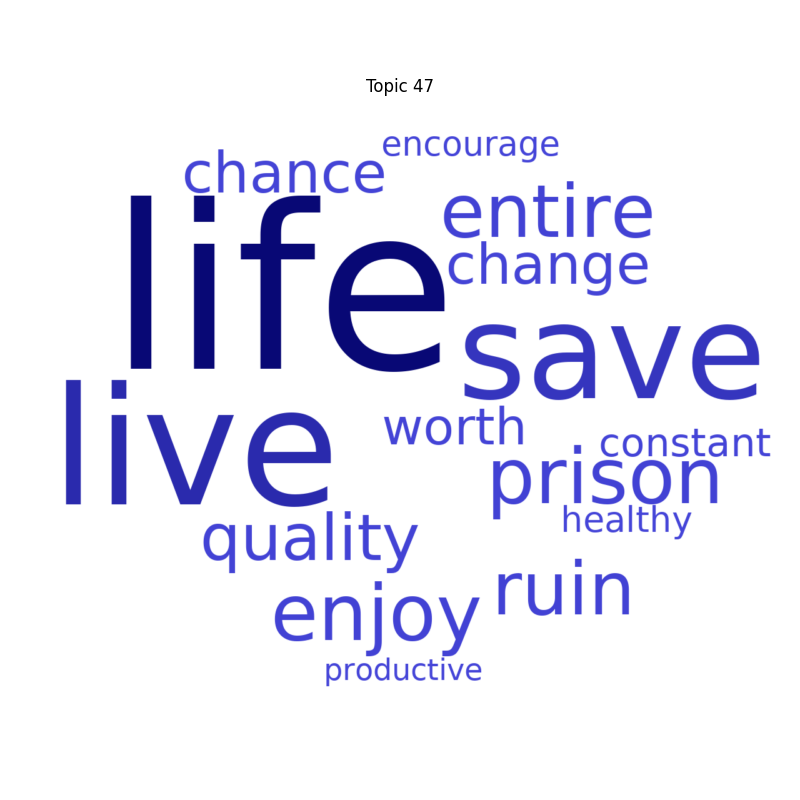 Topic 47
encourage
chance
entire
life
change
save
live
worth
constant
prison
healthy
quality
ruin
enjoy
productive